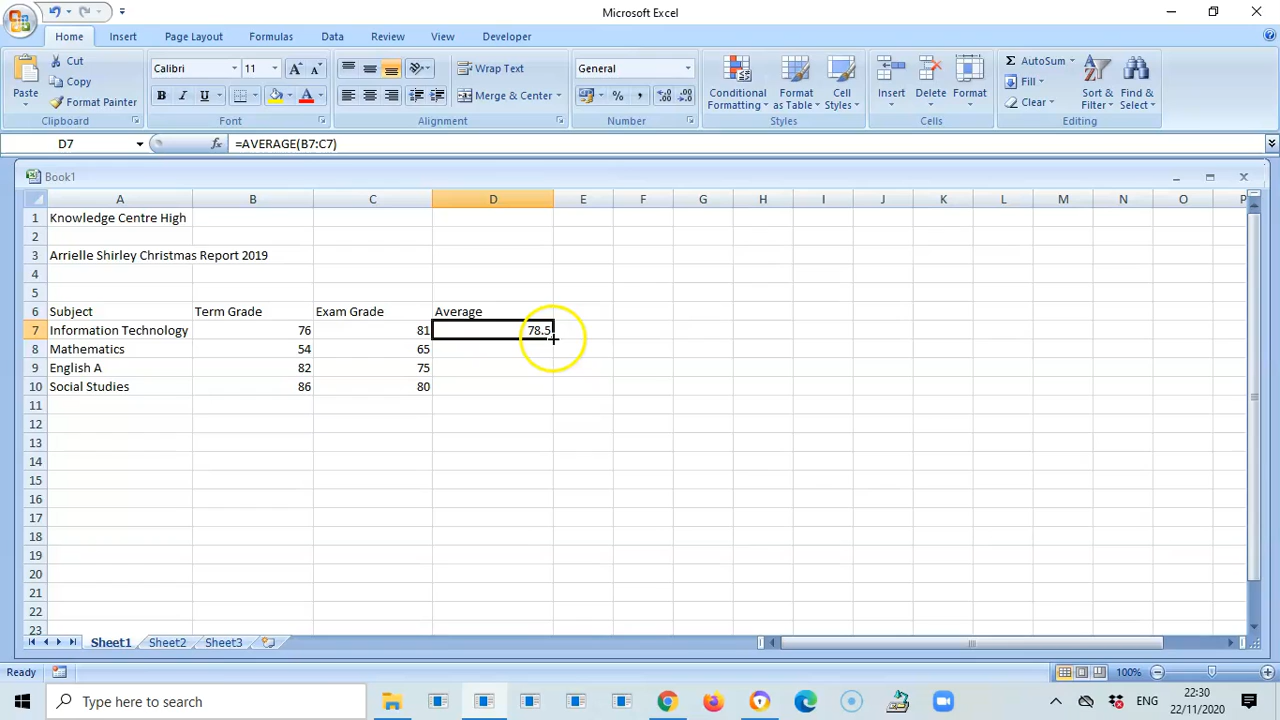 Microsoft Excel
Home Insert Page Layout Formulas Data Review View Developer
Paste
Cut
Copy
Format Painter
Clipboard
Calibri 11
B I U
Font
Wrap Text
Merge & Center
Alignment
General
Number
Conditional Formatting
Format as Table
Cell Styles
Styles
Insert
Delete
Format
Cells
Σ AutoSum
Fill
Clear
Sort & Filter
Find & Select
Editing
D7 fx =AVERAGE(B7:C7)
Book1
A B C D E F G H I J K L M N O P
1 Knowledge Centre High
2
3 Arrielle Shirley Christmas Report 2019
4
5
6 Subject Term Grade Exam Grade Average
7 Information Technology 76 81 78.5
8 Mathematics 54 65
9 English A 82 75
10 Social Studies 86 80
11
12
13
14
15
16
17
18
19
20
21
22
23
Sheet1 Sheet2 Sheet3
Ready 100%
Type here to search
ENG
22:30
22/11/2020